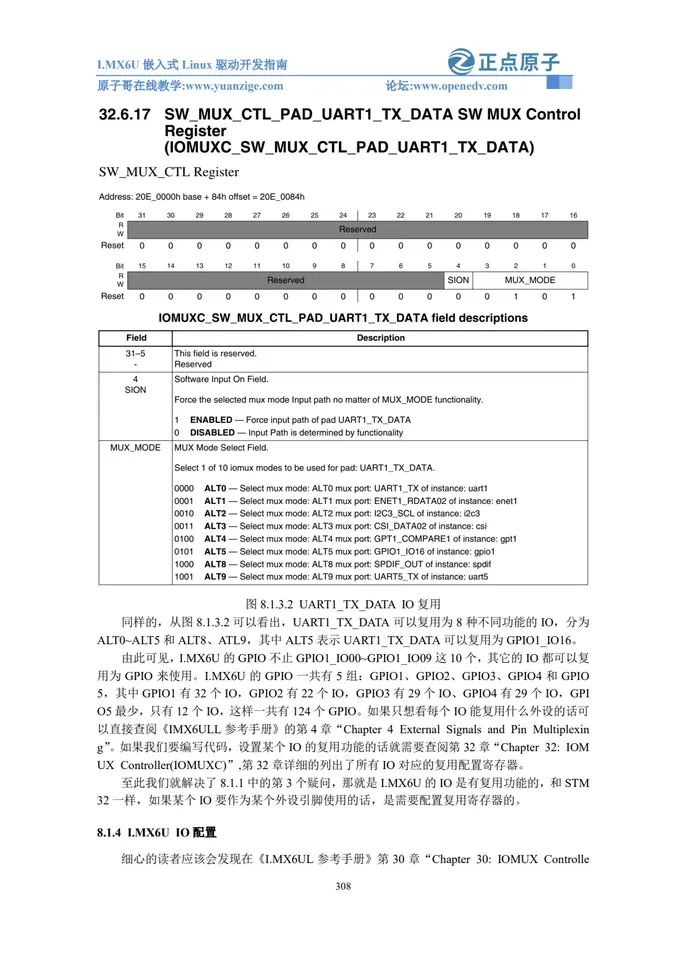 I.MX6U 嵌入式 Linux 驱动开发指南
正点原子
原子哥在线教学:www.yuanzige.com 论坛:www.openedv.com
32.6.17 SW_MUX_CTL_PAD_UART1_TX_DATA SW MUX Control
Register
(IOMUXC_SW_MUX_CTL_PAD_UART1_TX_DATA)
SW_MUX_CTL Register
Address: 20E_0000h base + 84h offset = 20E_0084h
Bit 31 30 29 28 27 26 25 24 23 22 21 20 19 18 17 16
R
Reserved
W
Reset 0 0 0 0 0 0 0 0 0 0 0 0 0 0 0 0
Bit 15 14 13 12 11 10 9 8 7 6 5 4 3 2 1 0
R
Reserved SION MUX_MODE
W
Reset 0 0 0 0 0 0 0 0 0 0 0 0 0 1 0 1
IOMUXC_SW_MUX_CTL_PAD_UART1_TX_DATA field descriptions
Field Description
31–5 This field is reserved.
- Reserved
4 Software Input On Field.
SION
Force the selected mux mode Input path no matter of MUX_MODE functionality.
1 ENABLED — Force input path of pad UART1_TX_DATA
0 DISABLED — Input Path is determined by functionality
MUX_MODE MUX Mode Select Field.
Select 1 of 10 iomux modes to be used for pad: UART1_TX_DATA.
0000 ALT0 — Select mux mode: ALT0 mux port: UART1_TX of instance: uart1
0001 ALT1 — Select mux mode: ALT1 mux port: ENET1_RDATA02 of instance: enet1
0010 ALT2 — Select mux mode: ALT2 mux port: I2C3_SCL of instance: i2c3
0011 ALT3 — Select mux mode: ALT3 mux port: CSI_DATA02 of instance: csi
0100 ALT4 — Select mux mode: ALT4 mux port: GPT1_COMPARE1 of instance: gpt1
0101 ALT5 — Select mux mode: ALT5 mux port: GPIO1_IO16 of instance: gpio1
1000 ALT8 — Select mux mode: ALT8 mux port: SPDIF_OUT of instance: spdif
1001 ALT9 — Select mux mode: ALT9 mux port: UART5_TX of instance: uart5
图 8.1.3.2 UART1_TX_DATA IO 复用
同样的，从图 8.1.3.2 可以看出，UART1_TX_DATA 可以复用为 8 种不同功能的 IO，分为
ALT0~ALT5 和 ALT8、ATL9，其中 ALT5 表示 UART1_TX_DATA 可以复用为 GPIO1_IO16。
由此可见，I.MX6U 的 GPIO 不止 GPIO1_IO00~GPIO1_IO09 这 10 个，其它的 IO 都可以复
用为 GPIO 来使用。I.MX6U 的 GPIO 一共有 5 组：GPIO1、GPIO2、GPIO3、GPIO4 和 GPIO
5，其中 GPIO1 有 32 个 IO，GPIO2 有 22 个 IO，GPIO3 有 29 个 IO、GPIO4 有 29 个 IO，GPI
O5 最少，只有 12 个 IO，这样一共有 124 个 GPIO。如果只想看每个 IO 能复用什么外设的话可
以直接查阅《IMX6ULL 参考手册》的第 4 章“Chapter 4 External Signals and Pin Multiplexin
g”。如果我们要编写代码，设置某个 IO 的复用功能的话就需要查阅第 32 章“Chapter 32: IOM
UX Controller(IOMUXC)”,第 32 章详细的列出了所有 IO 对应的复用配置寄存器。
至此我们就解决了 8.1.1 中的第 3 个疑问，那就是 I.MX6U 的 IO 是有复用功能的，和 STM
32 一样，如果某个 IO 要作为某个外设引脚使用的话，是需要配置复用寄存器的。
8.1.4 I.MX6U IO 配置
细心的读者应该会发现在《I.MX6UL 参考手册》第 30 章“Chapter 30: IOMUX Controlle
308